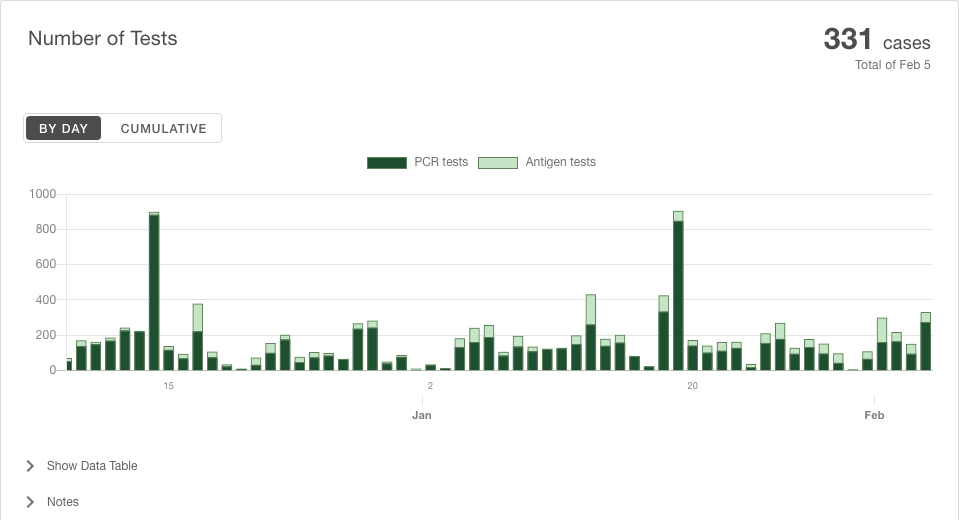 Number of Tests
331 cases
Total of Feb 5
BY DAY CUMULATIVE
PCR tests Antigen tests
1000
800
600
400
200
0
15 2 20
Jan Feb
Show Data Table
Notes